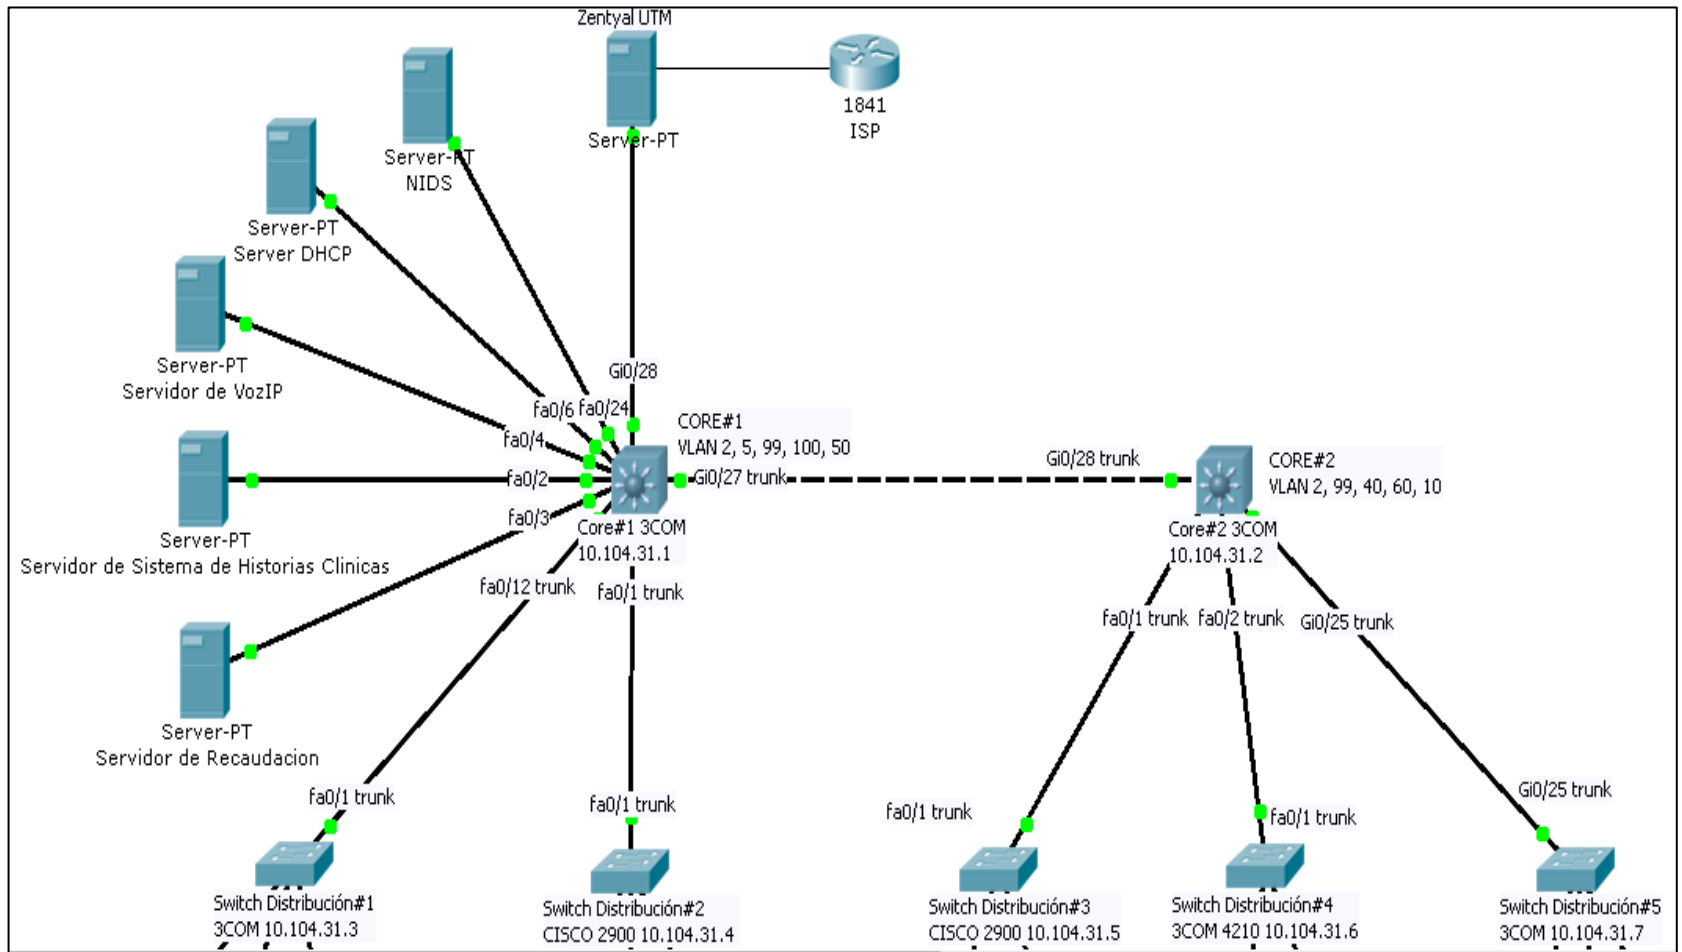 Zentyal UTM
Server-PT
1841
ISP
Server-PT
NIDS
Server-PT
Server DHCP
Server-PT
Servidor de VozIP
Server-PT
Servidor de Sistema de Historias Clinicas
Server-PT
Servidor de Recaudacion
Gi0/28
fa0/6
fa0/24
fa0/4
fa0/2
fa0/3
CORE#1
VLAN 2, 5, 99, 100, 50
Gi0/27 trunk
Gi0/28 trunk
CORE#2
VLAN 2, 99, 40, 60, 10
Core#1 3COM
10.104.31.1
Core#2 3COM
10.104.31.2
fa0/12 trunk
fa0/1 trunk
fa0/1 trunk
fa0/2 trunk
Gi0/25 trunk
fa0/1 trunk
fa0/1 trunk
fa0/1 trunk
fa0/1 trunk
Gi0/25 trunk
Switch Distribución#1
3COM 10.104.31.3
Switch Distribución#2
CISCO 2900 10.104.31.4
Switch Distribución#3
CISCO 2900 10.104.31.5
Switch Distribución#4
3COM 4210 10.104.31.6
Switch Distribución#5
3COM 10.104.31.7